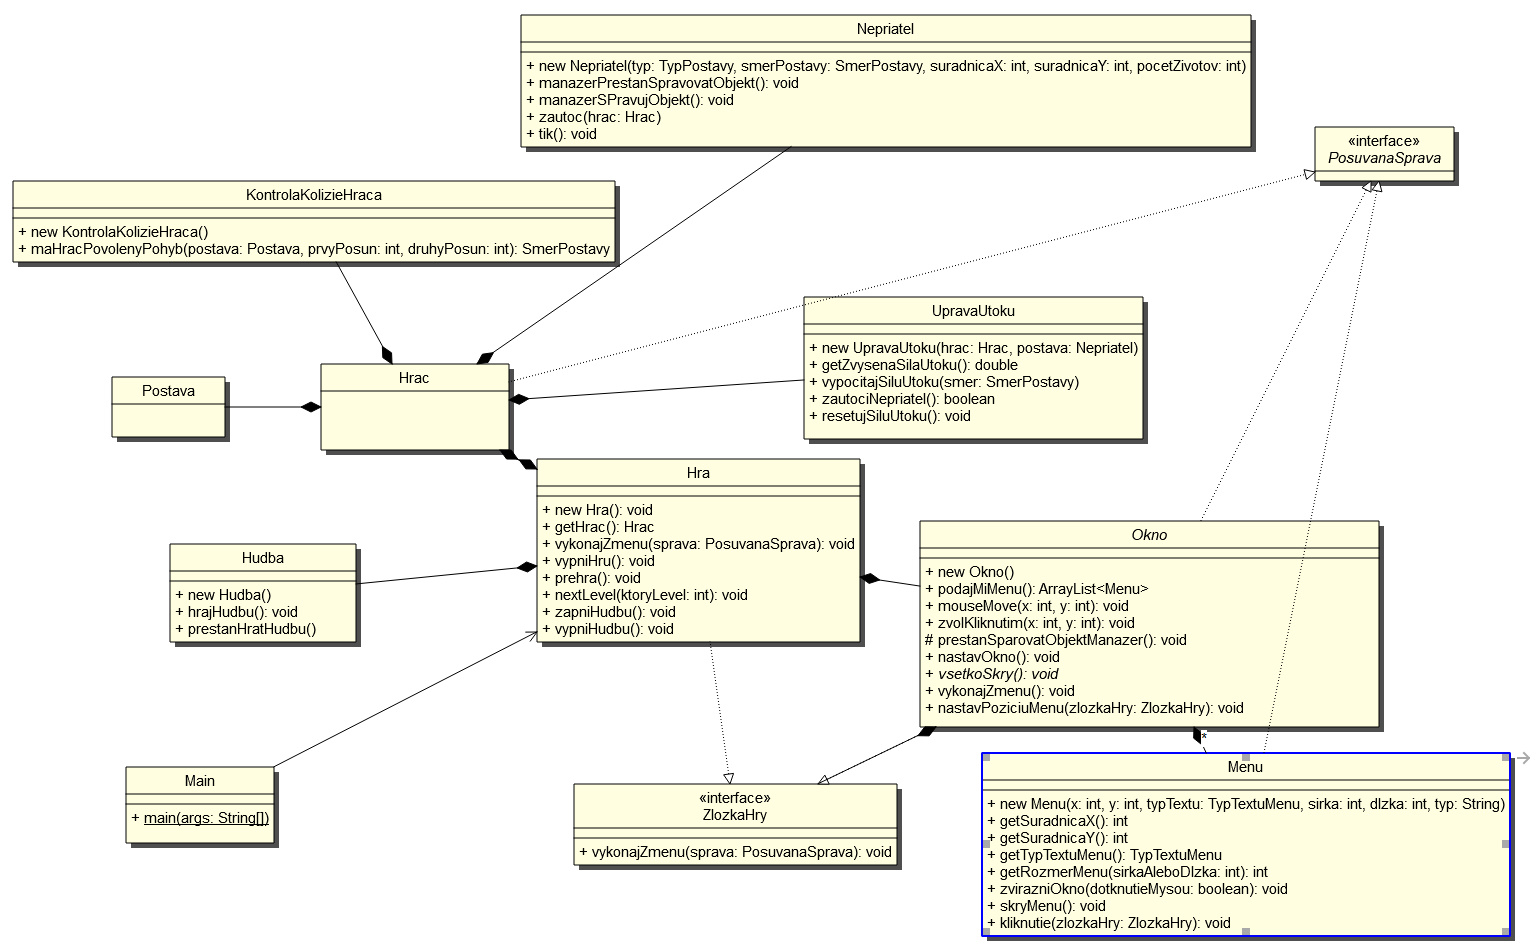 Nepriatel
+ new Nepriatel(typ: TypPostavy, smerPostavy: SmerPostavy, suradnicaX: int, suradnicaY: int, pocetZivotov: int)
+ manazerPrestanSpravovatObjekt(): void
+ manazerSPravujObjekt(): void
+ zautoc(hrac: Hrac)
+ tik(): void
«interface»
PosuvanaSprava
KontrolaKolizieHraca
+ new KontrolaKolizieHraca()
+ maHracPovolenyPohyb(postava: Postava, prvyPosun: int, druhyPosun: int): SmerPostavy
UpravaUtoku
+ new UpravaUtoku(hrac: Hrac, postava: Nepriatel)
+ getZvysenaSilaUtoku(): double
+ vypocitajSiluUtoku(smer: SmerPostavy)
+ zautociNepriatel(): boolean
+ resetujSiluUtoku(): void
Hrac
Postava
Hra
+ new Hra(): void
+ getHrac(): Hrac
+ vykonajZmenu(sprava: PosuvanaSprava): void
+ vypniHru(): void
+ prehra(): void
+ nextLevel(ktoryLevel: int): void
+ zapniHudbu(): void
+ vypniHudbu(): void
Hudba
+ new Hudba()
+ hrajHudbu(): void
+ prestanHratHudbu()
Okno
+ new Okno()
+ podajMiMenu(): ArrayList<Menu>
+ mouseMove(x: int, y: int): void
+ zvolKliknutim(x: int, y: int): void
# prestanSparovatObjektManazer(): void
+ nastavOkno(): void
+ vsetkoSkry(): void
+ vykonajZmenu(): void
+ nastavPoziciuMenu(zlozkaHry: ZlozkaHry): void
*
Main
+ main(args: String[])
«interface»
ZlozkaHry
+ vykonajZmenu(sprava: PosuvanaSprava): void
Menu
+ new Menu(x: int, y: int, typTextu: TypTextuMenu, sirka: int, dlzka: int, typ: String)
+ getSuradnicaX(): int
+ getSuradnicaY(): int
+ getTypTextuMenu(): TypTextuMenu
+ getRozmerMenu(sirkaAleboDlzka: int): int
+ zvirazniOkno(dotknutieMysou: boolean): void
+ skryMenu(): void
+ kliknutie(zlozkaHry: ZlozkaHry): void